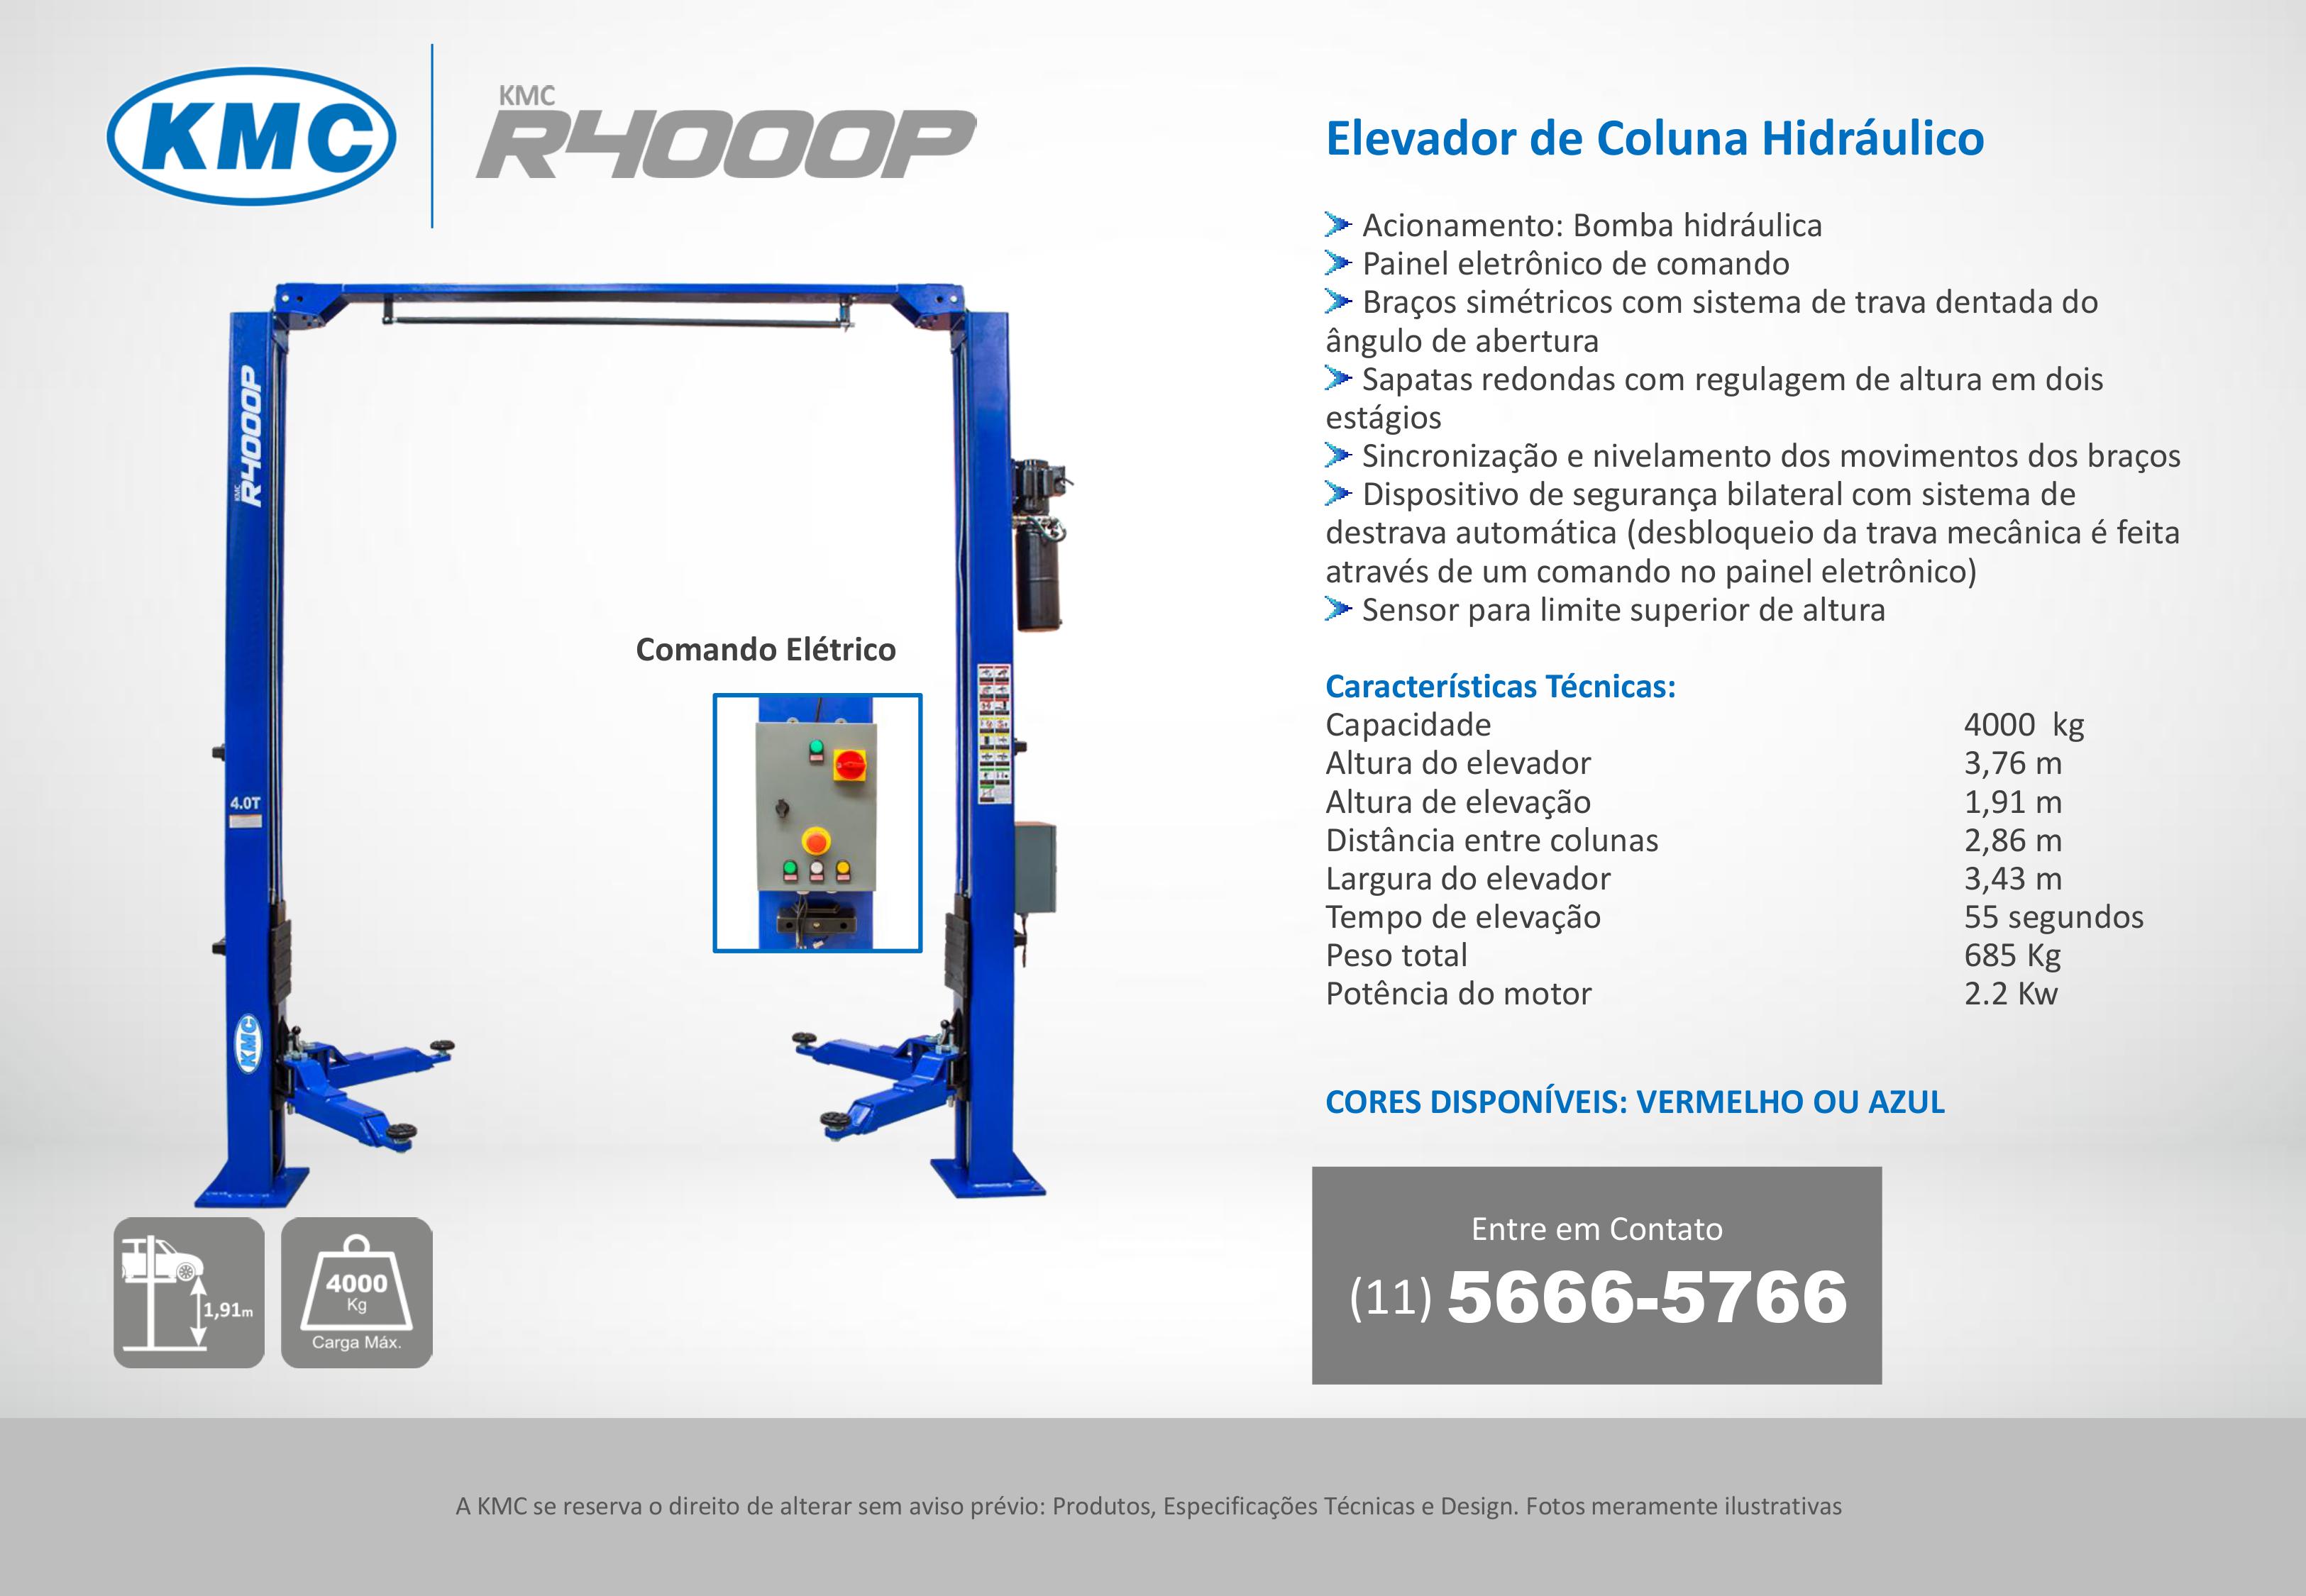 KMC
KMC
R4000P
Elevador de Coluna Hidráulico
Acionamento: Bomba hidráulica
Painel eletrônico de comando
Braços simétricos com sistema de trava dentada do
ângulo de abertura
Sapatas redondas com regulagem de altura em dois
estágios
Sincronização e nivelamento dos movimentos dos braços
Dispositivo de segurança bilateral com sistema de
destrava automática (desbloqueio da trava mecânica é feita
através de um comando no painel eletrônico)
Sensor para limite superior de altura
Características Técnicas:
Capacidade 4000 kg
Altura do elevador 3,76 m
Altura de elevação 1,91 m
Distância entre colunas 2,86 m
Largura do elevador 3,43 m
Tempo de elevação 55 segundos
Peso total 685 Kg
Potência do motor 2.2 Kw
CORES DISPONÍVEIS: VERMELHO OU AZUL
Entre em Contato
(11) 5666-5766
KMC R4000P
Comando Elétrico
4.0T
KMC
1,91m
4000
Kg
Carga Máx.
A KMC se reserva o direito de alterar sem aviso prévio: Produtos, Especificações Técnicas e Design. Fotos meramente ilustrativas